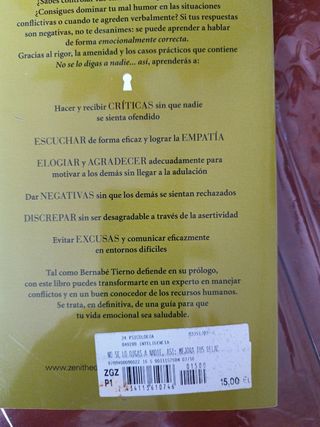 ¿Sabes controlar
¿Consigues dominar tu mal humor en las situaciones
conflictivas o cuando te agreden verbalmente? Si tus respuestas
son negativas, no te desanimes: se puede aprender a hablar
de forma emocionalmente correcta.
Gracias al rigor, la amenidad y los casos prácticos que contiene
No se lo digas a nadie... así, aprenderás a:
Hacer y recibir CRÍTICAS sin que nadie
se sienta ofendido
ESCUCHAR de forma eficaz y lograr la EMPATÍA
ELOGIAR y AGRADECER adecuadamente para
motivar a los demás sin llegar a la adulación
Dar NEGATIVAS sin que los demás se sientan rechazados
DISCREPAR sin ser desagradable a través de la asertividad
Evitar EXCUSAS y comunicar eficazmente
en entornos difíciles
Tal como Bernabé Tierno defiende en su prólogo,
con este libro puedes transformarte en un experto en manejar
conflictos y en un buen conocedor de los recursos humanos.
Se trata, en definitiva, de una guía para que
tu vida emocional sea saludable.
www.zenithed
24 PSICOLOGIA
INTELIGENCIA
NO SE LO DIGAS A NADIE, ASI: MEJORA TUS RELAC
01500
ZGZ
P1
15,00